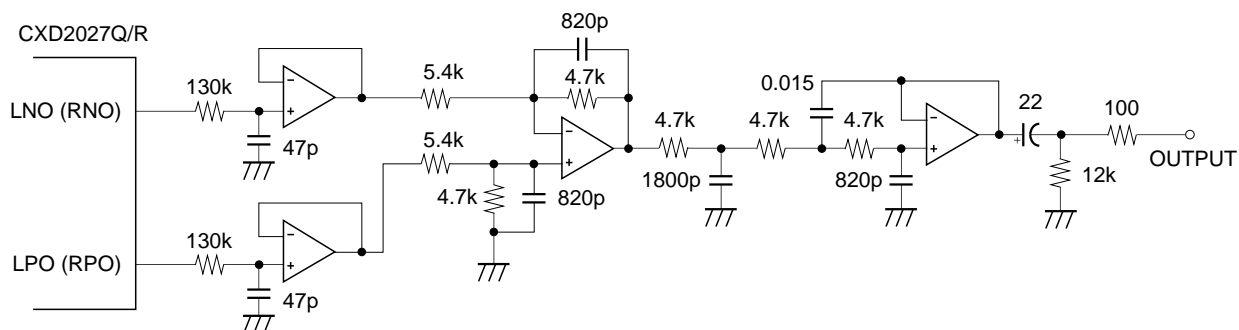 CXD2027Q/R
LNO (RNO)
130k
47p
5.4k
820p
4.7k
5.4k
4.7k
820p
4.7k
1800p
4.7k
0.015
4.7k
820p
22
100
12k
OUTPUT
LPO (RPO)
130k
47p